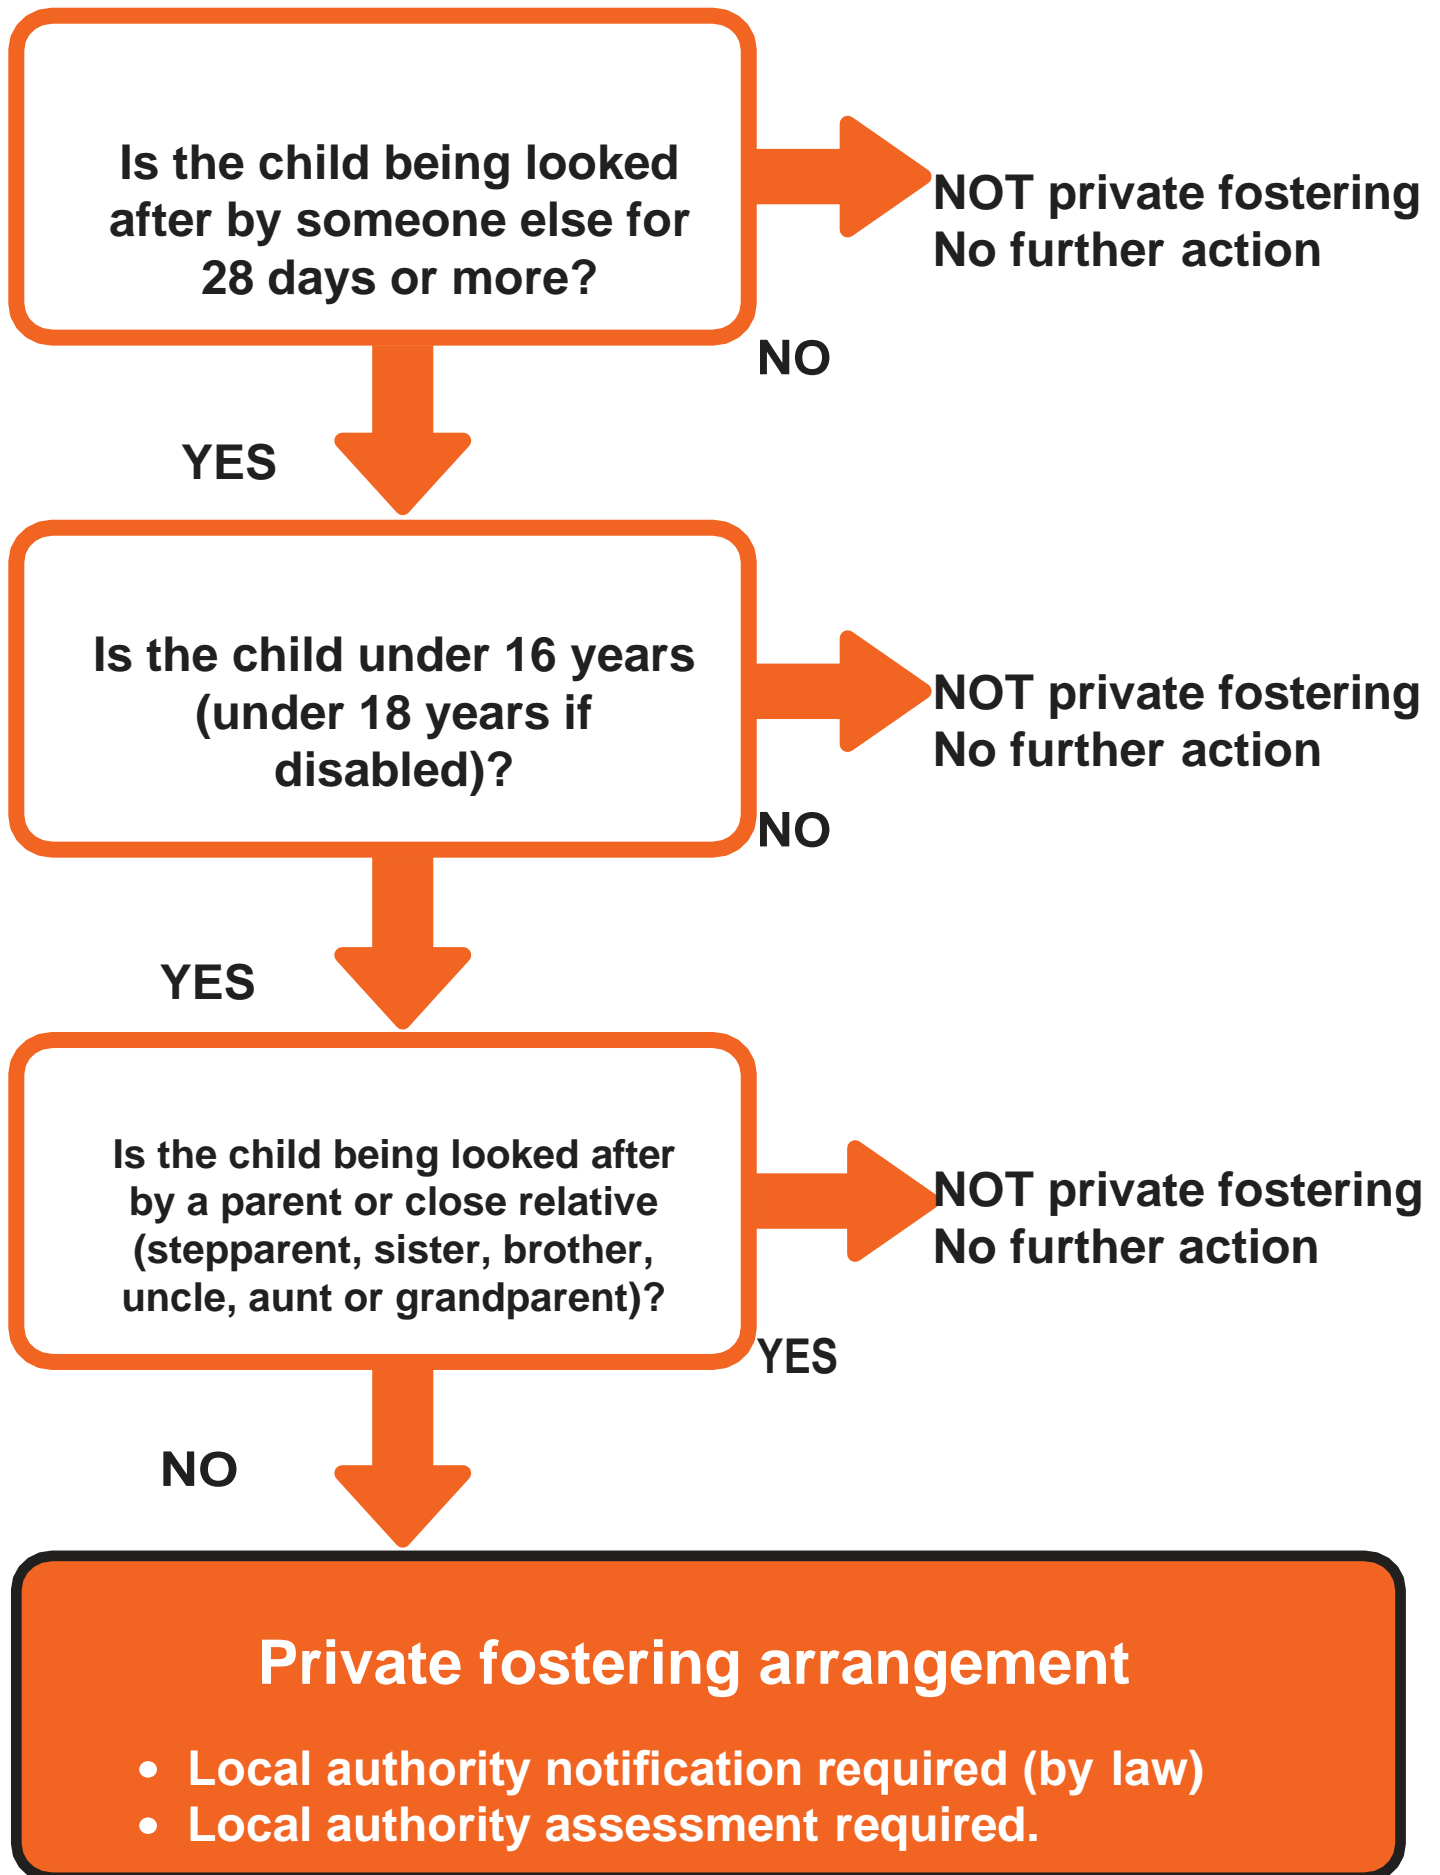 Is the child being looked
after by someone else for
28 days or more?
NOT private fostering
No further action
NO
YES
Is the child under 16 years
(under 18 years if
disabled)?
NOT private fostering
No further action
NO
YES
Is the child being looked after
by a parent or close relative
(stepparent, sister, brother,
uncle, aunt or grandparent)?
NOT private fostering
No further action
YES
NO
Private fostering arrangement
• Local authority notification required (by law)
• Local authority assessment required.